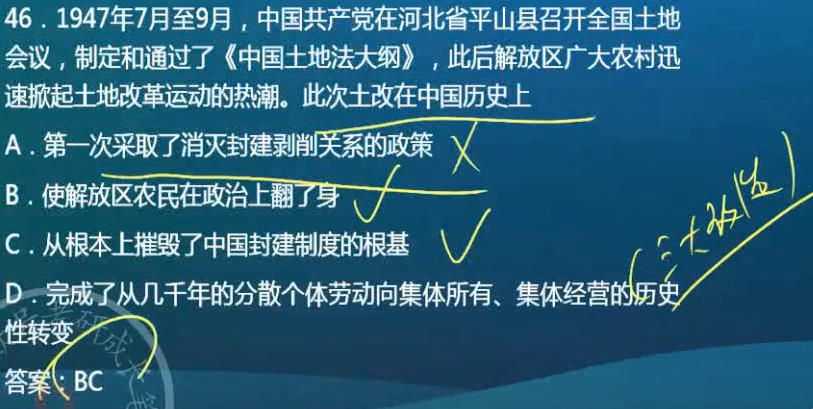 46．1947年7月至9月，中国共产党在河北省平山县召开全国土地
会议，制定和通过了《中国土地法大纲》，此后解放区广大农村迅
速掀起土地改革运动的热潮。此次土改在中国历史上
A．第一次采取了消灭封建剥削关系的政策
B．使解放区农民在政治上翻了身
C．从根本上摧毁了中国封建制度的根基
D．完成了从几千年的分散个体劳动向集体所有、集体经营的历史
性转变
答案：BC